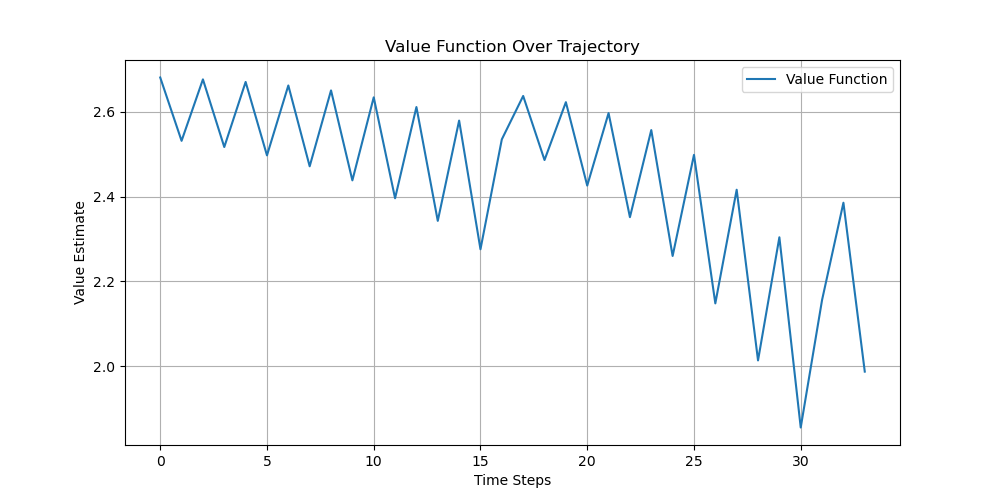 Value Function Over Trajectory
Value Function
Value Estimate
2.6
2.4
2.2
2.0
0 5 10 15 20 25 30
Time Steps